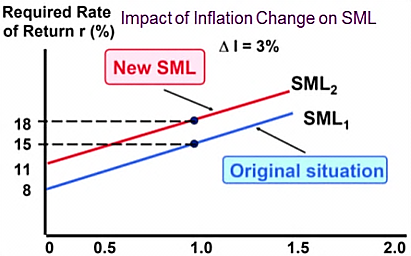 Required Rate
of Return r (%)
Impact of Inflation Change on SML
Δ I = 3%
New SML
SML₂
SML₁
Original situation
18
15
11
8
0 0.5 1.0 1.5 2.0